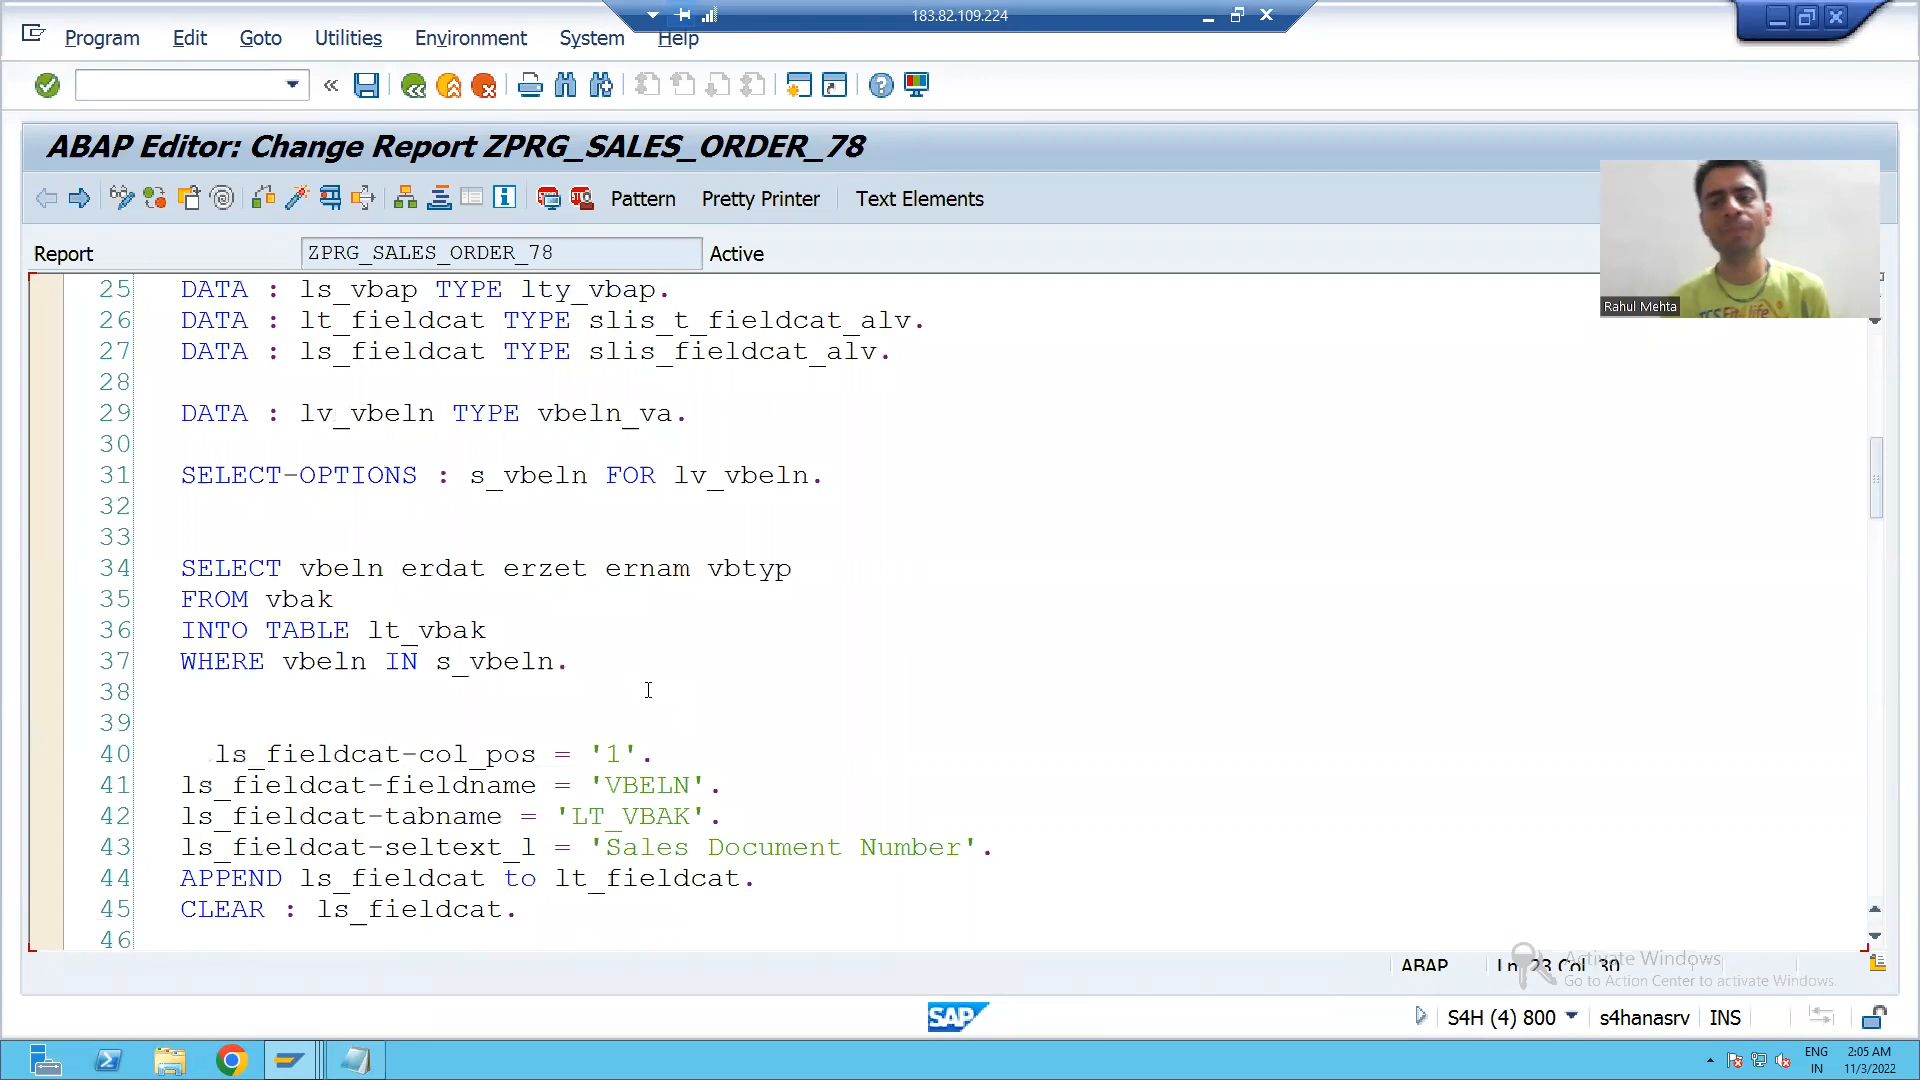 183.82.109.224
Program Edit Goto Utilities Environment System Help
ABAP Editor: Change Report ZPRG_SALES_ORDER_78
Pattern Pretty Printer Text Elements
Report ZPRG_SALES_ORDER_78 Active
Rahul Mehta
25 DATA : ls_vbap TYPE lty_vbap.
26 DATA : lt_fieldcat TYPE slis_t_fieldcat_alv.
27 DATA : ls_fieldcat TYPE slis_fieldcat_alv.
28
29 DATA : lv_vbeln TYPE vbeln_va.
30
31 SELECT-OPTIONS : s_vbeln FOR lv_vbeln.
32
33
34 SELECT vbeln erdat erzet ernam vbtyp
35 FROM vbak
36 INTO TABLE lt_vbak
37 WHERE vbeln IN s_vbeln.
38
39
40 ls_fieldcat-col_pos = '1'.
41 ls_fieldcat-fieldname = 'VBELN'.
42 ls_fieldcat-tabname = 'LT_VBAK'.
43 ls_fieldcat-seltext_l = 'Sales Document Number'.
44 APPEND ls_fieldcat to lt_fieldcat.
45 CLEAR : ls_fieldcat.
46
ABAP Ln 23 Col 30
Activate Windows
Go to Action Center to activate Windows.
SAP S4H (4) 800 s4hanasrv INS
ENG 2:05 AM
IN 11/3/2022